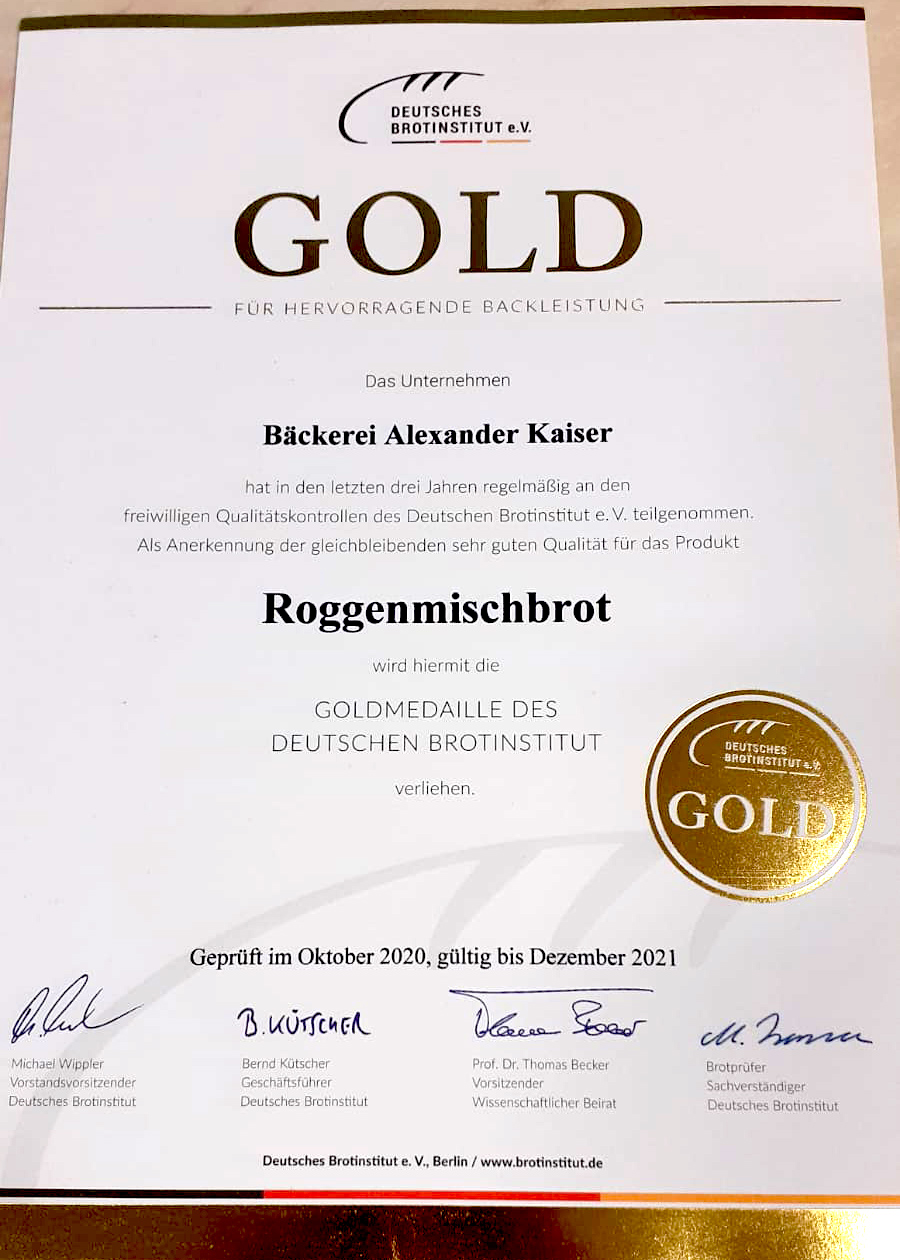 DEUTSCHES
BROTINSTITUT e.V.
GOLD
FÜR HERVORRAGENDE BACKLEISTUNG
Das Unternehmen
Bäckerei Alexander Kaiser
hat in den letzten drei Jahren regelmäßig an den
freiwilligen Qualitätskontrollen des Deutschen Brotinstitut e. V. teilgenommen.
Als Anerkennung der gleichbleibenden sehr guten Qualität für das Produkt
Roggenmischbrot
wird hiermit die
GOLDMEDAILLE DES
DEUTSCHEN BROTINSTITUT
verliehen.
DEUTSCHES
BROTINSTITUT e.V.
GOLD
Geprüft im Oktober 2020, gültig bis Dezember 2021
B. KÜTSCHER
Michael Wippler
Vorstandsvorsitzender
Deutsches Brotinstitut
Bernd Kütscher
Geschäftsführer
Deutsches Brotinstitut
Prof. Dr. Thomas Becker
Vorsitzender
Wissenschaftlicher Beirat
Brotprüfer
Sachverständiger
Deutsches Brotinstitut
Deutsches Brotinstitut e. V., Berlin / www.brotinstitut.de